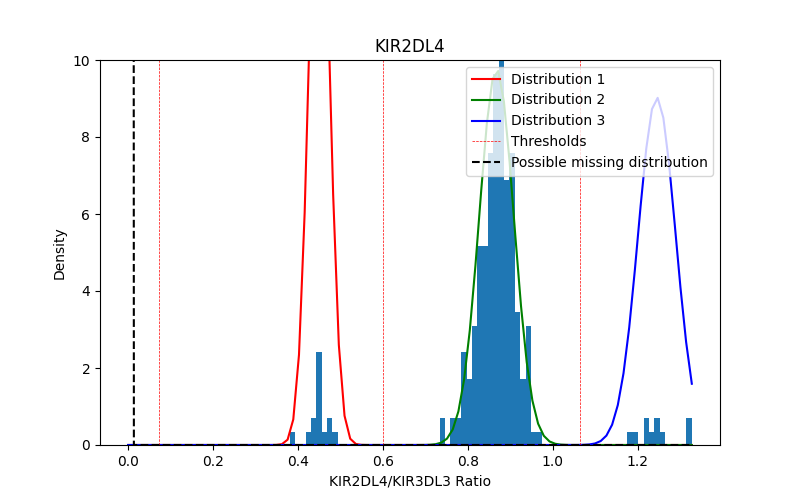 KIR2DL4
Distribution 1
Distribution 2
Distribution 3
Thresholds
Possible missing distribution
Density
10
8
6
4
2
0
0.0 0.2 0.4 0.6 0.8 1.0 1.2
KIR2DL4/KIR3DL3 Ratio